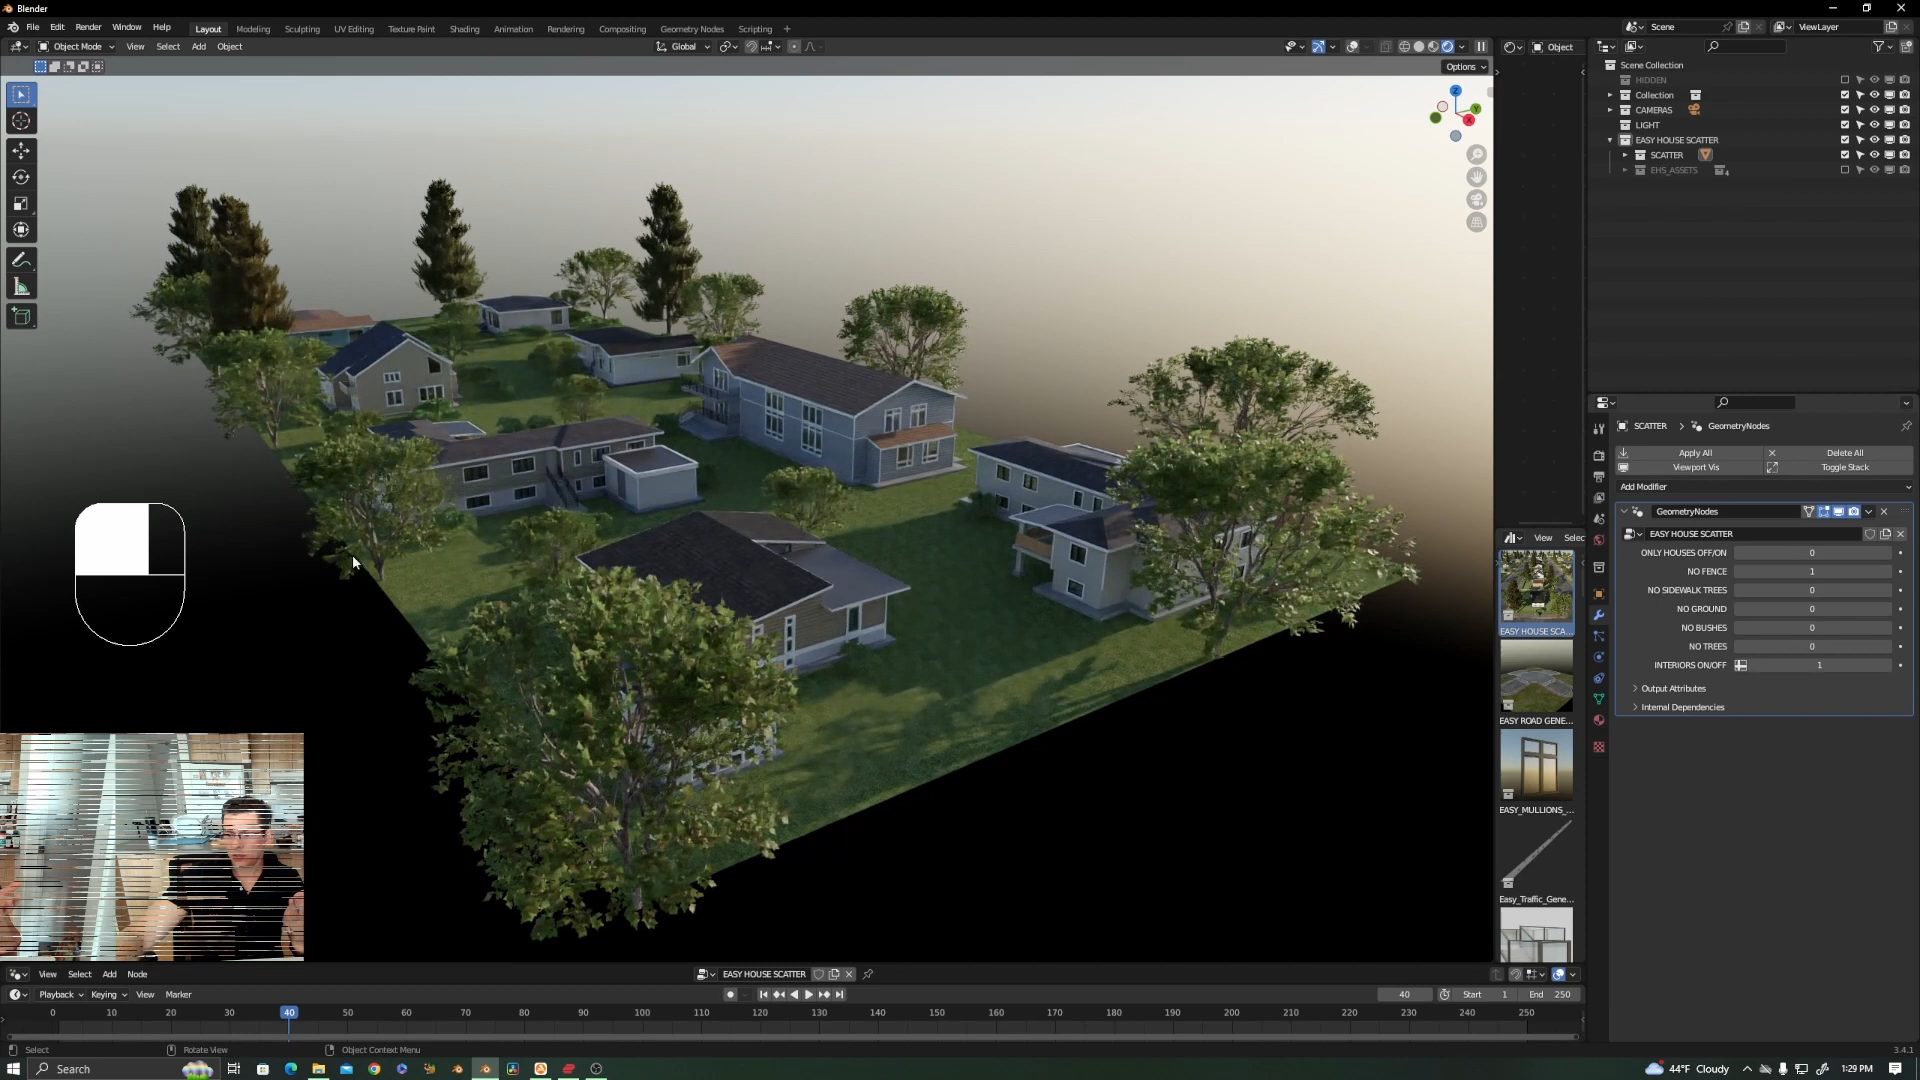 Blender
File Edit Render Window Help
Layout Modeling Sculpting UV Editing Texture Paint Shading Animation Rendering Compositing Geometry Nodes Scripting +
Scene
ViewLayer
Object Mode View Select Add Object
Global
Object
Options
Scene Collection
HIDDEN
Collection
CAMERAS
LIGHT
EASY HOUSE SCATTER
SCATTER
EHS_ASSETS
4
Z
Y
X
SCATTER > GeometryNodes
Apply All
Delete All
Viewport Vis
Toggle Stack
Add Modifier
GeometryNodes
EASY HOUSE SCATTER
ONLY HOUSES OFF/ON 0
NO FENCE 1
NO SIDEWALK TREES 0
NO GROUND 0
NO BUSHES 0
NO TREES 0
INTERIORS ON/OFF 1
Output Attributes
Internal Dependencies
View Selec
EASY HOUSE SCA...
EASY ROAD GENE...
EASY_MULLIONS_...
Easy_Traffic_Gene...
View Select Add Node
EASY HOUSE SCATTER
Playback Keying View Marker
40
Start 1
End 250
0 10 20 30 40 50 60 70 80 90 100 110 120 130 140 150 160 170 180 190 200 210 220 230 240 250
Select
Rotate View
Object Context Menu
3.4.1
Search
44°F Cloudy
1:29 PM